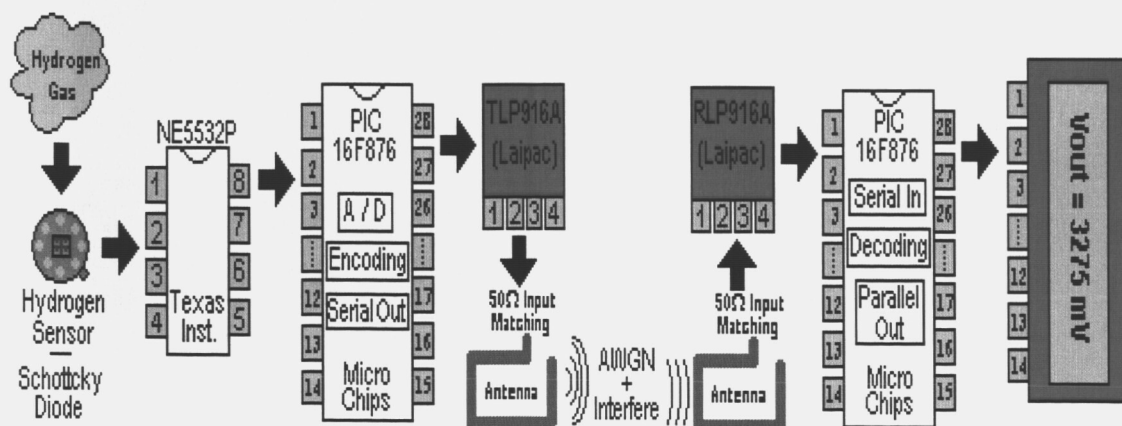 Hydrogen
Gas
Hydrogen
Sensor
–
Schottcky
Diode
NE5532P
1
2
3
4
8
7
6
5
Texas
Inst.
PIC
16F876
A / D
Encoding
Serial Out
Micro
Chips
1
2
3
12
13
14
28
27
26
17
16
15
TLP916A
(Laipac)
1 2 3 4
50Ω Input
Matching
Antenna
AWGN
+
Interfere
RLP916A
(Laipac)
1 2 3 4
50Ω Input
Matching
Antenna
PIC
16F876
Serial In
Decoding
Parallel
Out
Micro
Chips
1
2
3
12
13
14
28
27
26
17
16
15
1
2
3
12
13
14
Vout = 3275 mV